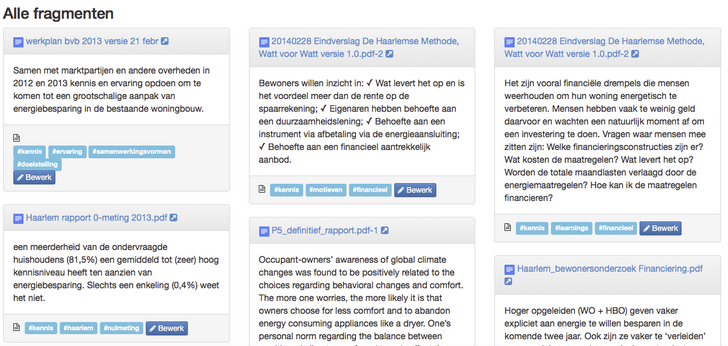 Alle fragmenten
werkplan bvb 2013 versie 21 febr
Samen met marktpartijen en andere overheden in
2012 en 2013 kennis en ervaring opdoen om te
komen tot een grootschalige aanpak van
energiebesparing in de bestaande woningbouw.
#kennis #ervaring #samenwerkingsvormen
#doelstelling
Bewerk
Haarlem rapport 0-meting 2013.pdf
een meerderheid van de ondervraagde
huishoudens (81,5%) een gemiddeld tot (zeer) hoog
kennisniveau heeft ten aanzien van
energiebesparing. Slechts een enkeling (0,4%) weet
het niet.
#kennis #haarlem #nulmeting Bewerk
20140228 Eindverslag De Haarlemse Methode,
Watt voor Watt versie 1.0.pdf-2
Bewoners willen inzicht in: ✓ Wat levert het op en is
het voordeel meer dan de rente op de
spaarrekening; ✓ Eigenaren hebben behoefte aan
een duurzaamheidslening; ✓ Behoefte aan een
instrument via afbetaling via de energieaansluiting;
✓ Behoefte aan een financieel aantrekkelijk
aanbod.
#kennis #motieven #financieel Bewerk
P5_definitief_rapport.pdf-1
Occupant-owners' awareness of global climate
changes was found to be positively related to the
choices regarding behavioral changes and comfort.
The more one worries, the more likely it is that
owners choose for less comfort and to abandon
energy consuming appliances like a dryer. One's
personal norm regarding the balance between
20140228 Eindverslag De Haarlemse Methode,
Watt voor Watt versie 1.0.pdf-2
Het zijn vooral financiële drempels die mensen
weerhouden om hun woning energetisch te
verbeteren. Mensen hebben vaak te weinig geld
daarvoor en wachten een natuurlijk moment af om
een investering te doen. Vragen waar mensen mee
zitten zijn: Welke financieringsconstructies zijn er?
Wat kosten de maatregelen? Wat levert het op?
Worden de totale maandlasten verlaagd door de
energiemaatregelen? Hoe kan ik de maatregelen
financieren?
#kennis #learnings #financieel Bewerk
Haarlem_bewonersonderzoek Financiering.pdf
Hoger opgeleiden (WO + HBO) geven vaker
expliciet aan energie te willen besparen in de
komende twee jaar. Ook zijn ze vaker te 'verleiden'